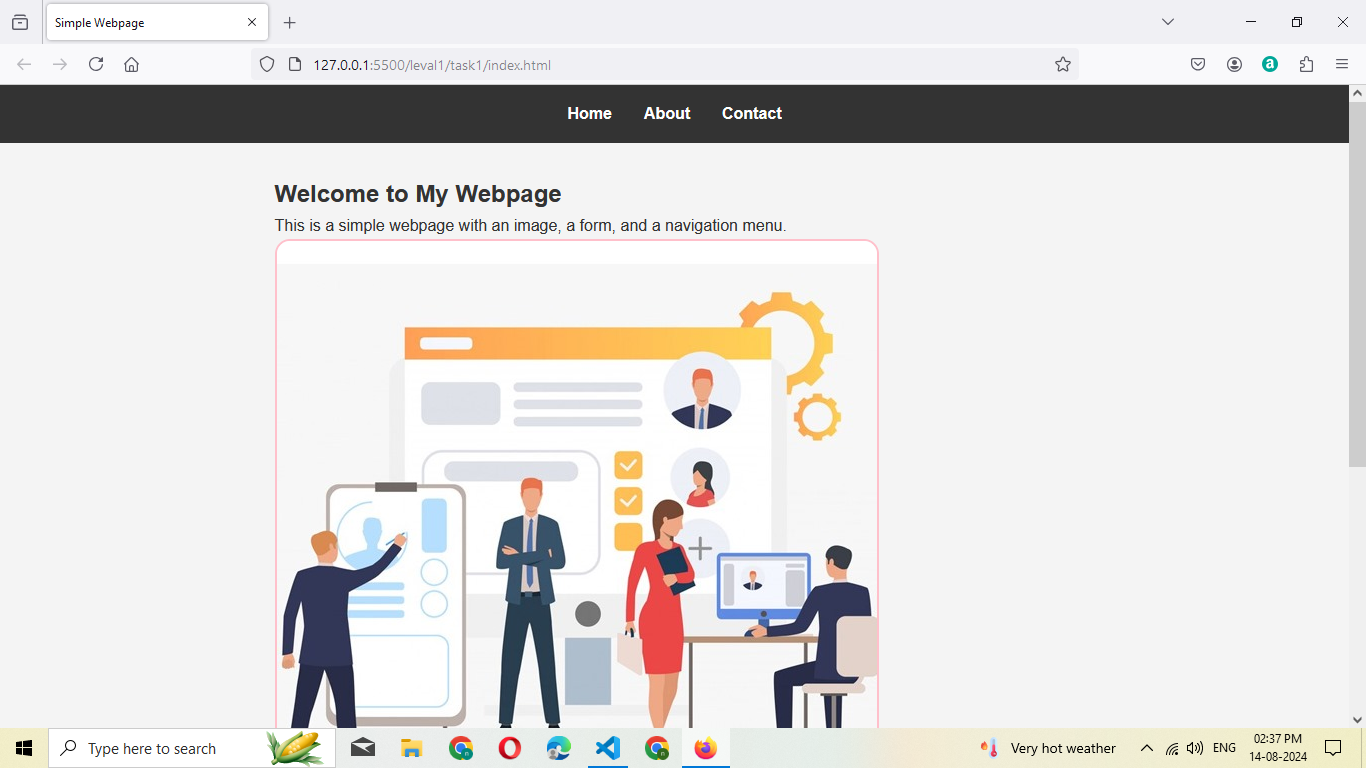 Simple Webpage
127.0.0.1:5500/leval1/task1/index.html
a
Home About Contact
Welcome to My Webpage
This is a simple webpage with an image, a form, and a navigation menu.
Type here to search
n
n
Very hot weather
ENG
02:37 PM
14-08-2024